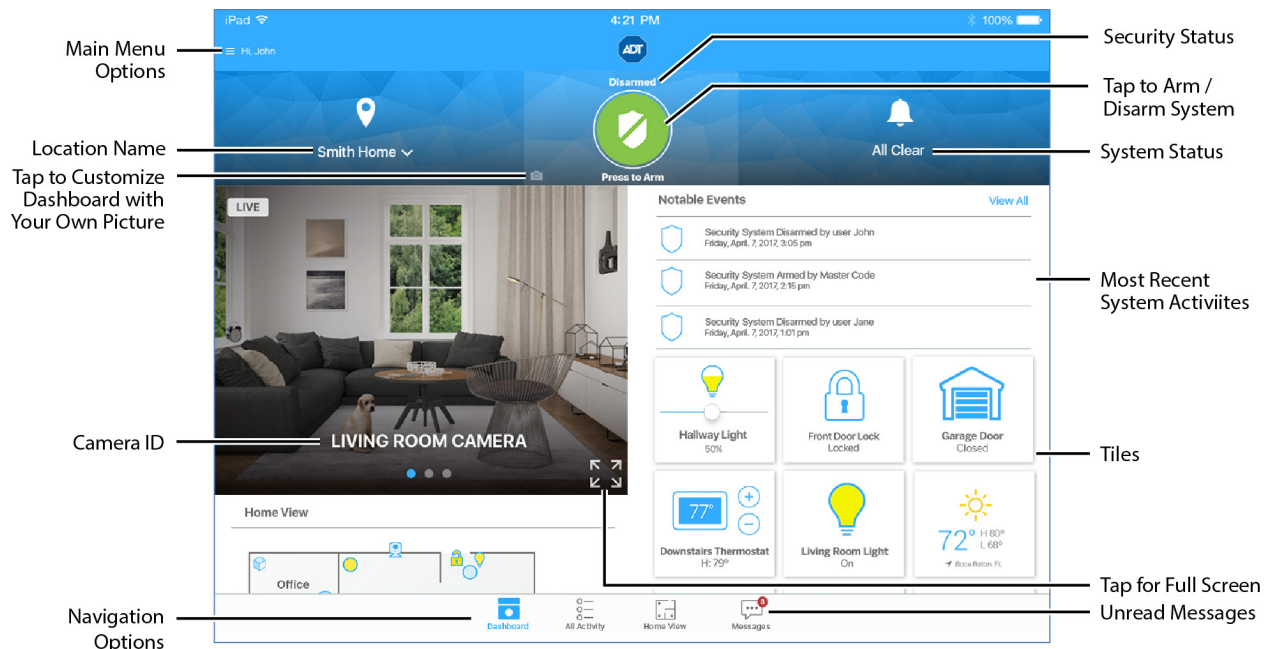 iPad
4:21 PM
100%
Main Menu
Options
Hi, John
ADT
Security Status
Disarmed
Tap to Arm /
Disarm System
Location Name
Smith Home
All Clear
System Status
Tap to Customize
Dashboard with
Your Own Picture
Press to Arm
LIVE
Notable Events
View All
Security System Disarmed by user John
Friday, April. 7, 2017, 3:05 pm
Security System Armed by Master Code
Friday, April. 7, 2017, 2:15 pm
Most Recent
System Activiites
Security System Disarmed by user Jane
Friday, April. 7, 2017, 1:01 pm
Hallway Light
50%
Front Door Lock
Locked
Garage Door
Closed
Tiles
Camera ID
LIVING ROOM CAMERA
Home View
Office
77°
Downstairs Thermostat
H: 79°
Living Room Light
On
72°
H 80°
L 68°
Boca Raton, FL
Tap for Full Screen
Navigation
Options
Dashboard
All Activity
Home View
Messages
Unread Messages